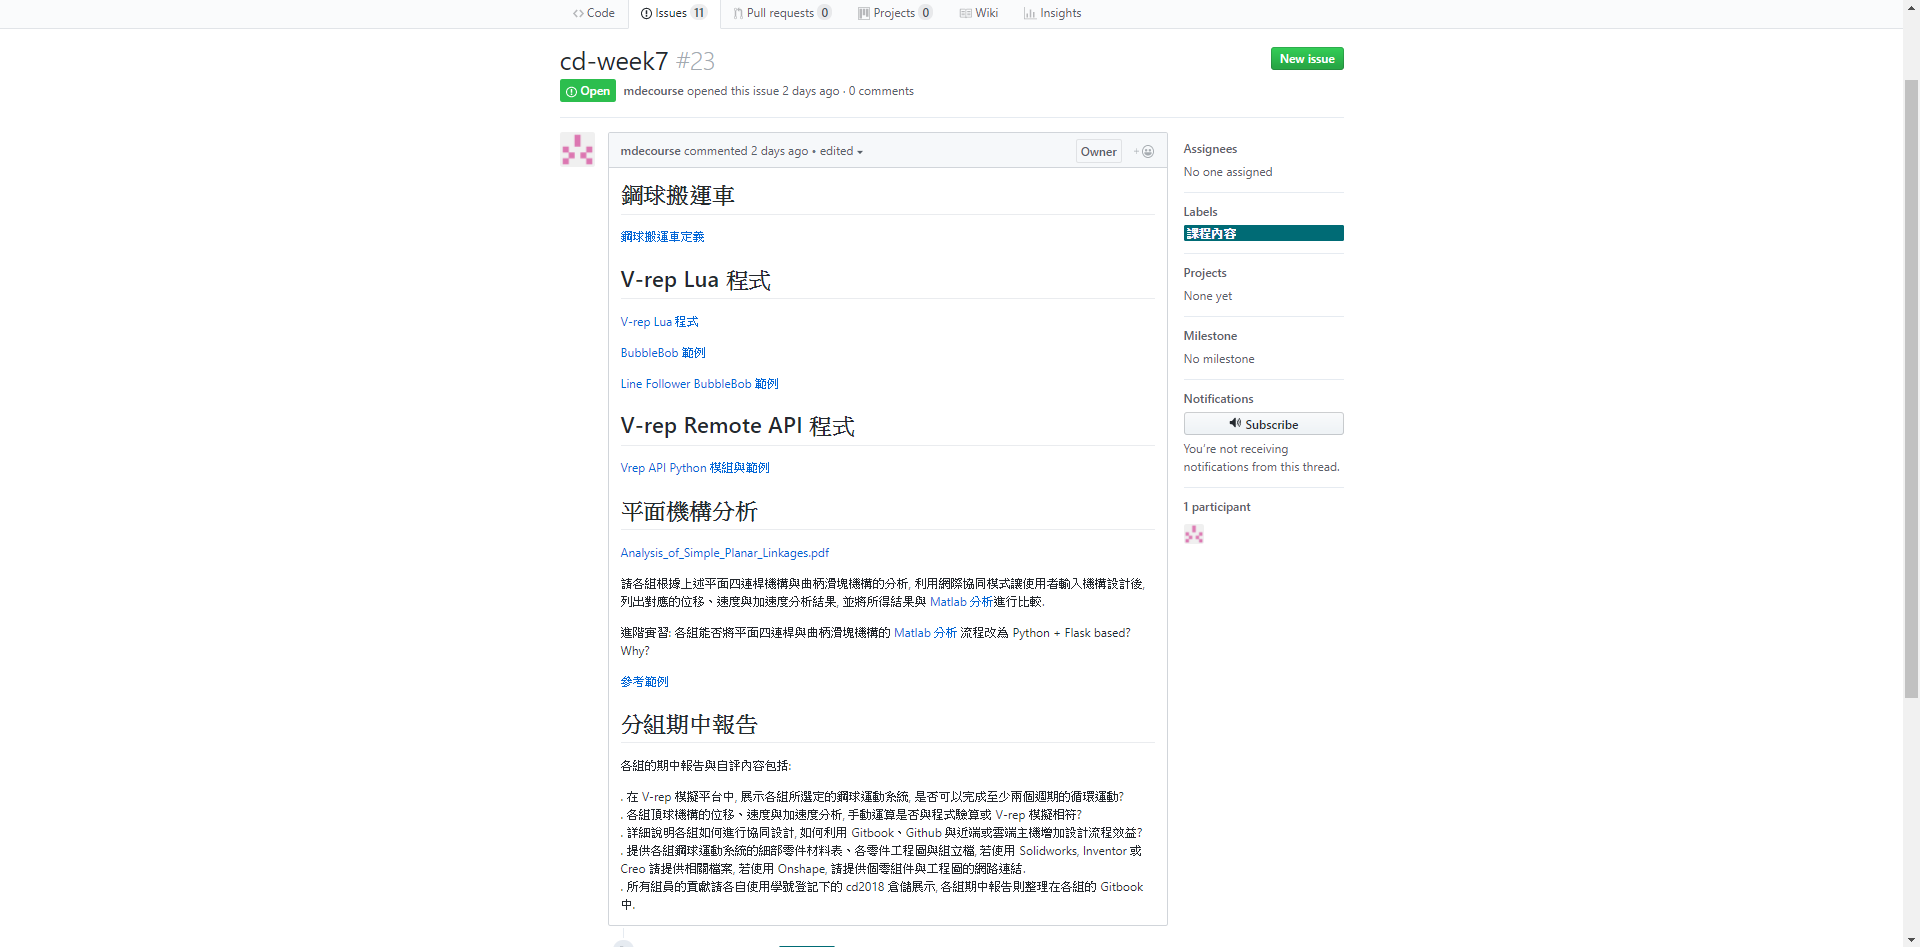 Code Issues 11 Pull requests 0 Projects 0 Wiki Insights
cd-week7 #23
New issue
Open mdecourse opened this issue 2 days ago · 0 comments
mdecourse commented 2 days ago • edited
Owner
鋼球搬運車
鋼球搬運車定義
V-rep Lua 程式
V-rep Lua 程式
BubbleBob 範例
Line Follower BubbleBob 範例
V-rep Remote API 程式
Vrep API Python 模組與範例
平面機構分析
Analysis_of_Simple_Planar_Linkages.pdf
請各組根據上述平面四連桿機構與曲柄滑塊機構的分析, 利用網際協同模式讓使用者輸入機構設計後,
列出對應的位移、速度與加速度分析結果, 並將所得結果與 Matlab 分析進行比較.
進階實習: 各組能否將平面四連桿與曲柄滑塊機構的 Matlab 分析 流程改為 Python + Flask based?
Why?
參考範例
分組期中報告
各組的期中報告與自評內容包括:
. 在 V-rep 模擬平台中, 展示各組所選定的鋼球運動系統, 是否可以完成至少兩個週期的循環運動?
. 各組頂球機構的位移、速度與加速度分析, 手動運算是否與程式驗算或 V-rep 模擬相符?
. 詳細說明各組如何進行協同設計, 如何利用 Gitbook、Github 與近端或雲端主機增加設計流程效益?
. 提供各組鋼球運動系統的細部零件材料表、各零件工程圖與組立檔, 若使用 Solidworks, Inventor 或
Creo 請提供相關檔案, 若使用 Onshape, 請提供個零組件與工程圖的網路連結.
. 所有組員的貢獻請各自使用學號登記下的 cd2018 倉儲展示, 各組期中報告則整理在各組的 Gitbook
中.
Assignees
No one assigned
Labels
課程內容
Projects
None yet
Milestone
No milestone
Notifications
Subscribe
You're not receiving
notifications from this thread.
1 participant